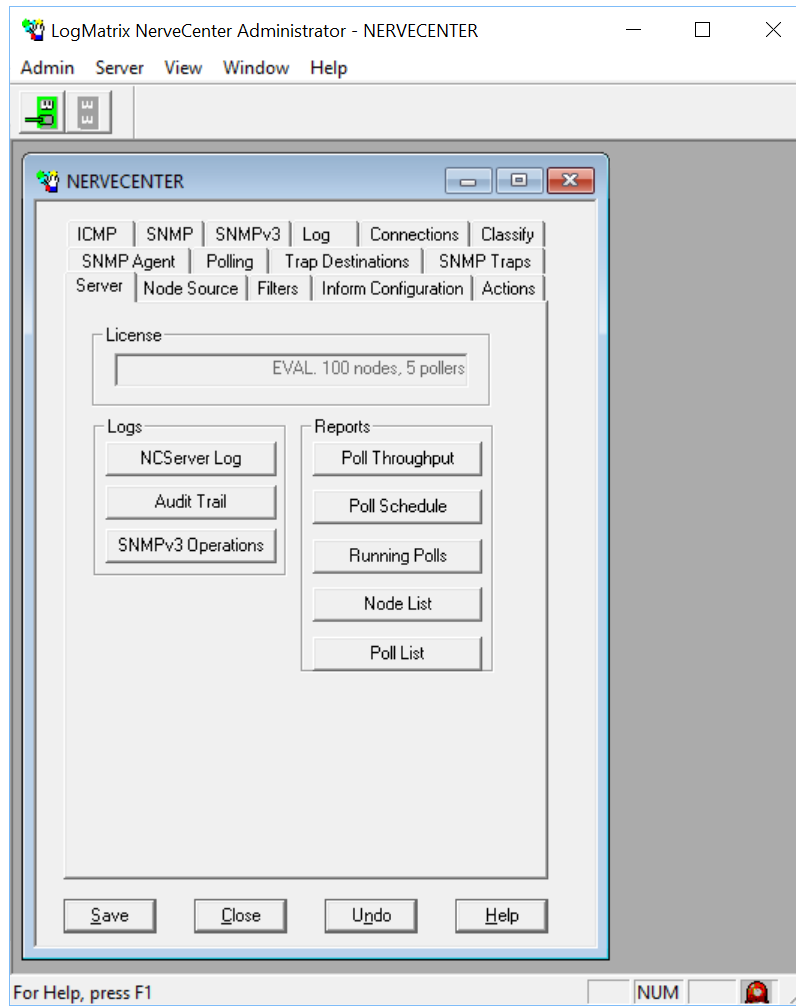 LogMatrix NerveCenter Administrator - NERVECENTER
Admin Server View Window Help
NERVECENTER
ICMP SNMP SNMPv3 Log Connections Classify
SNMP Agent Polling Trap Destinations SNMP Traps
Server Node Source Filters Inform Configuration Actions
License
EVAL. 100 nodes, 5 pollers
Logs
NCServer Log
Audit Trail
SNMPv3 Operations
Reports
Poll Throughput
Poll Schedule
Running Polls
Node List
Poll List
Save Close Undo Help
For Help, press F1 NUM